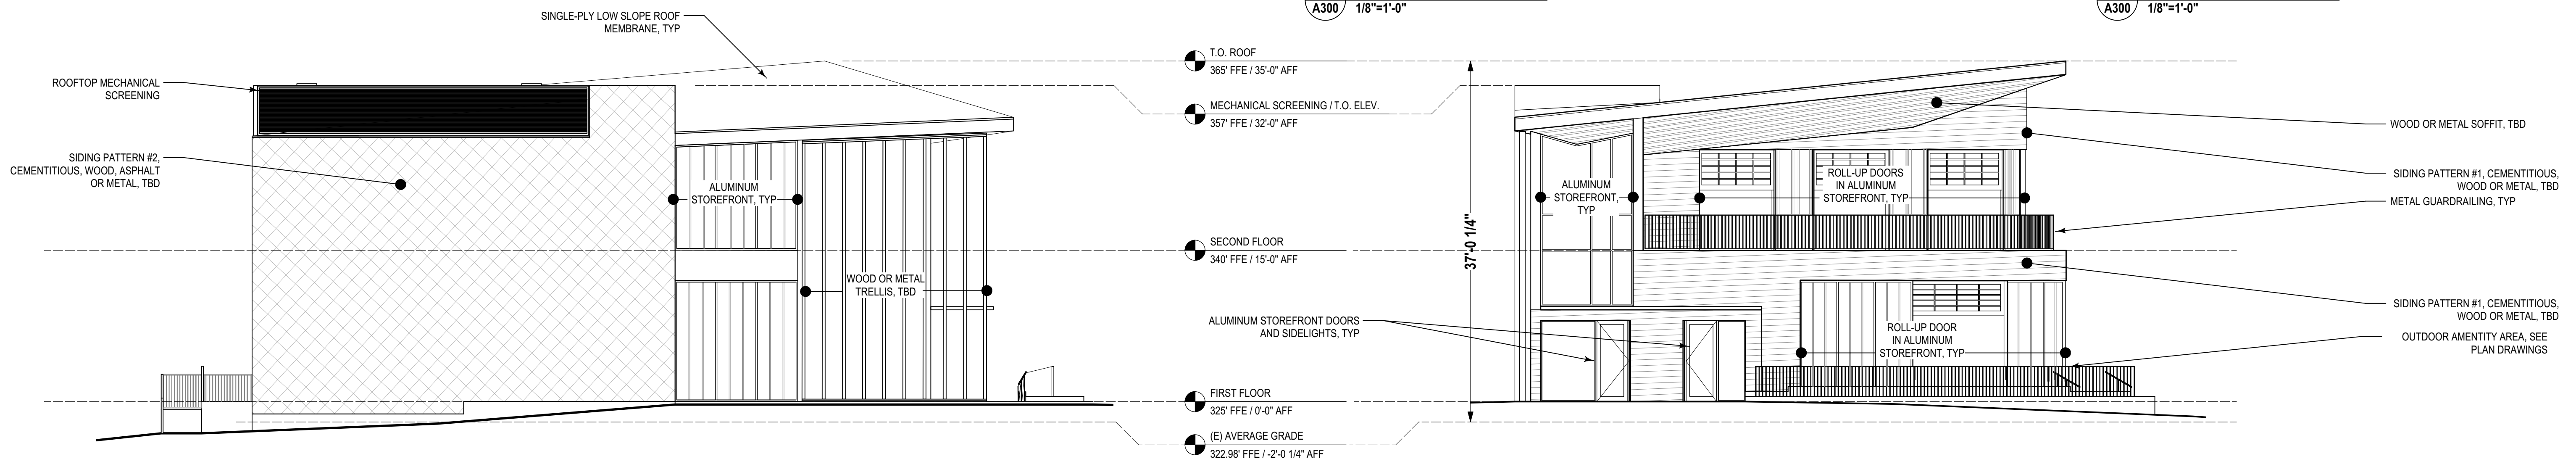 A300 1/8"=1'-0"
A300 1/8"=1'-0"
SINGLE-PLY LOW SLOPE ROOF
MEMBRANE, TYP
ROOFTOP MECHANICAL
SCREENING
SIDING PATTERN #2,
CEMENTITIOUS, WOOD, ASPHALT
OR METAL, TBD
ALUMINUM
STOREFRONT, TYP
WOOD OR METAL
TRELLIS, TBD
T.O. ROOF
365' FFE / 35'-0" AFF
MECHANICAL SCREENING / T.O. ELEV.
357' FFE / 32'-0" AFF
SECOND FLOOR
340' FFE / 15'-0" AFF
ALUMINUM STOREFRONT DOORS
AND SIDELIGHTS, TYP
FIRST FLOOR
325' FFE / 0'-0" AFF
(E) AVERAGE GRADE
322.98' FFE / -2'-0 1/4" AFF
37'-0 1/4"
ALUMINUM
STOREFRONT,
TYP
ROLL-UP DOORS
IN ALUMINUM
STOREFRONT, TYP
ROLL-UP DOOR
IN ALUMINUM
STOREFRONT, TYP
WOOD OR METAL SOFFIT, TBD
SIDING PATTERN #1, CEMENTITIOUS,
WOOD OR METAL, TBD
METAL GUARDRAILING, TYP
SIDING PATTERN #1, CEMENTITIOUS,
WOOD OR METAL, TBD
OUTDOOR AMENTITY AREA, SEE
PLAN DRAWINGS